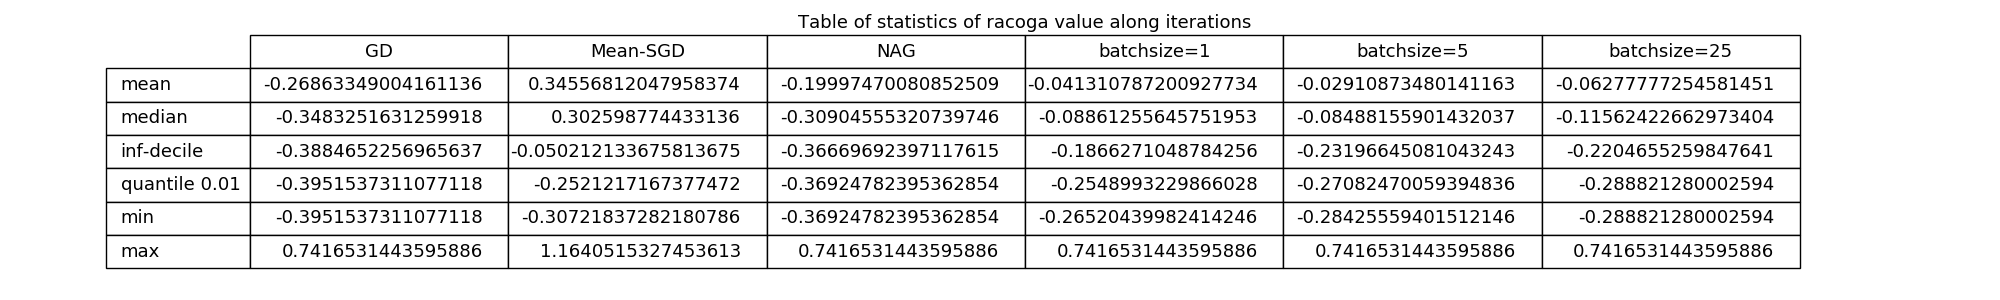 Table of statistics of racoga value along iterations
GD Mean-SGD NAG batchsize=1 batchsize=5 batchsize=25
mean -0.26863349004161136 0.34556812047958374 -0.19997470080852509 -0.041310787200927734 -0.02910873480141163 -0.06277777254581451
median -0.3483251631259918 0.302598774433136 -0.30904555320739746 -0.08861255645751953 -0.08488155901432037 -0.11562422662973404
inf-decile -0.3884652256965637 -0.050212133675813675 -0.36669692397117615 -0.1866271048784256 -0.23196645081043243 -0.2204655259847641
quantile 0.01 -0.3951537311077118 -0.2521217167377472 -0.36924782395362854 -0.2548993229866028 -0.27082470059394836 -0.288821280002594
min -0.3951537311077118 -0.30721837282180786 -0.36924782395362854 -0.26520439982414246 -0.28425559401512146 -0.288821280002594
max 0.7416531443595886 1.1640515327453613 0.7416531443595886 0.7416531443595886 0.7416531443595886 0.7416531443595886